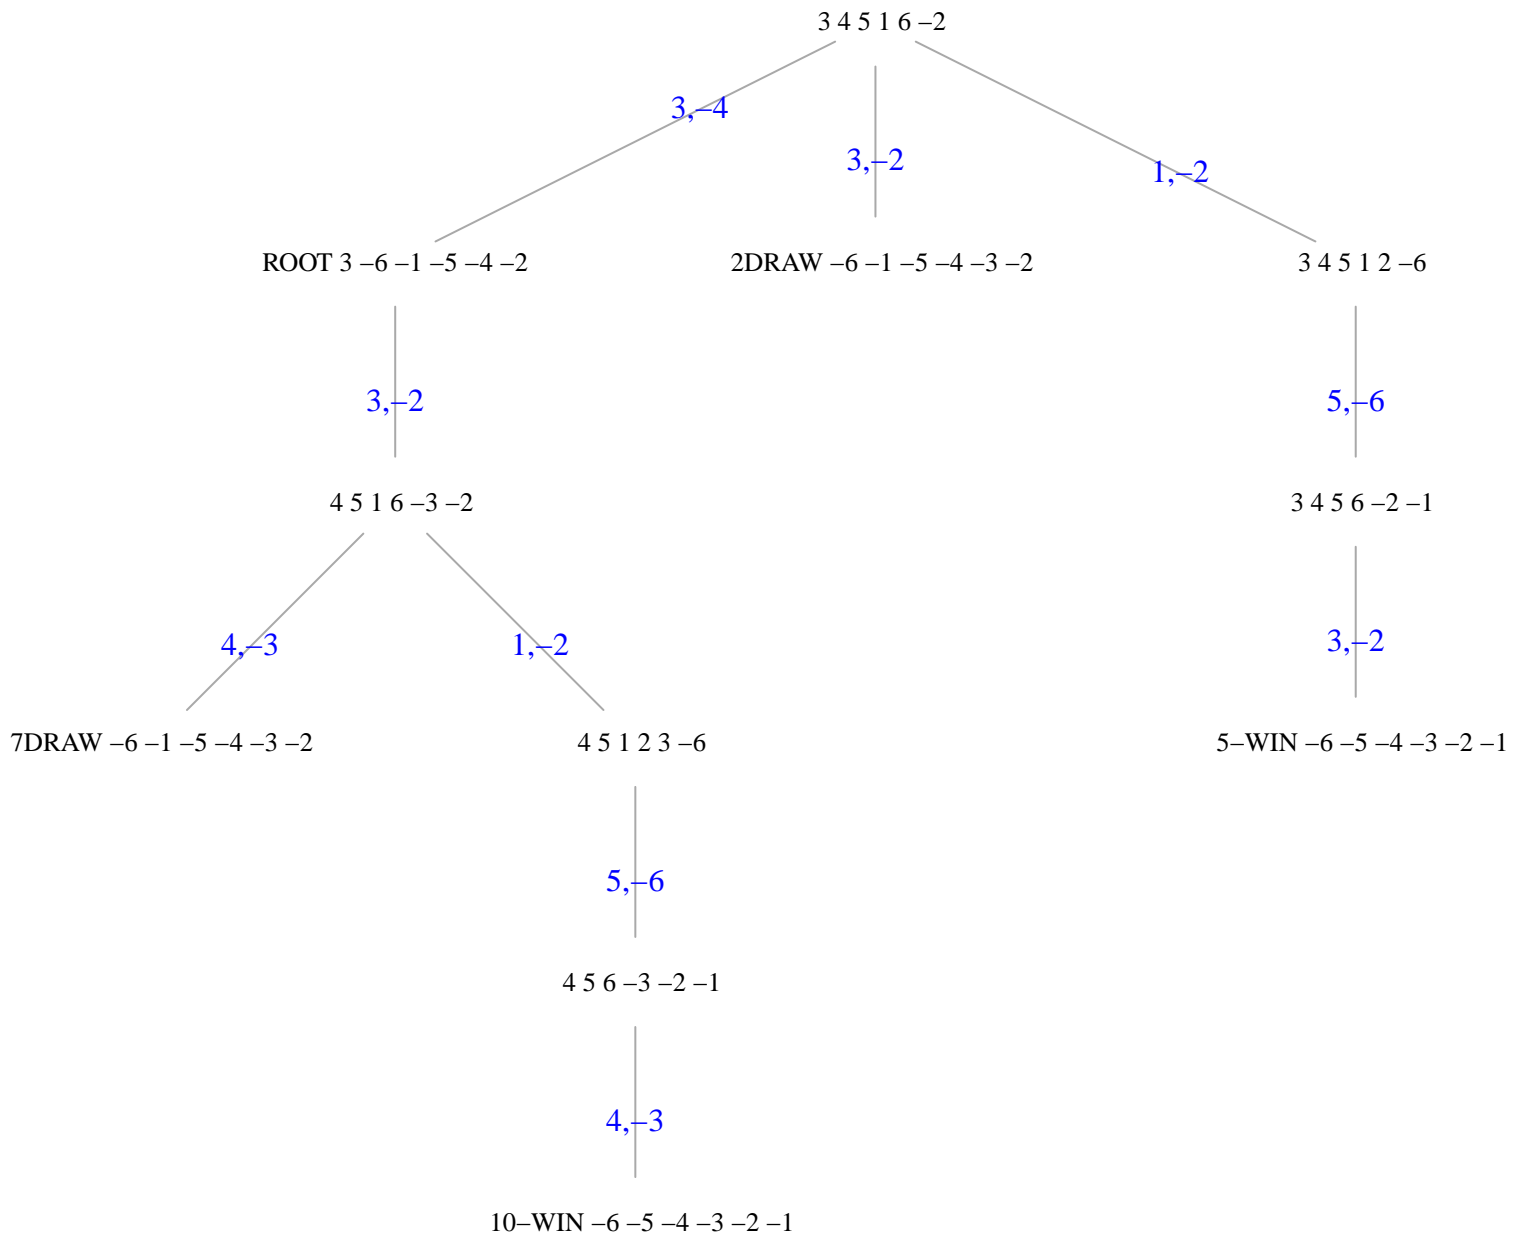 3 4 5 1 6 –2
3,–4
3,–2
1,–2
ROOT 3 –6 –1 –5 –4 –2
2DRAW –6 –1 –5 –4 –3 –2
3 4 5 1 2 –6
3,–2
5,–6
4 5 1 6 –3 –2
3 4 5 6 –2 –1
4,–3
1,–2
3,–2
7DRAW –6 –1 –5 –4 –3 –2
4 5 1 2 3 –6
5–WIN –6 –5 –4 –3 –2 –1
5,–6
4 5 6 –3 –2 –1
4,–3
10–WIN –6 –5 –4 –3 –2 –1